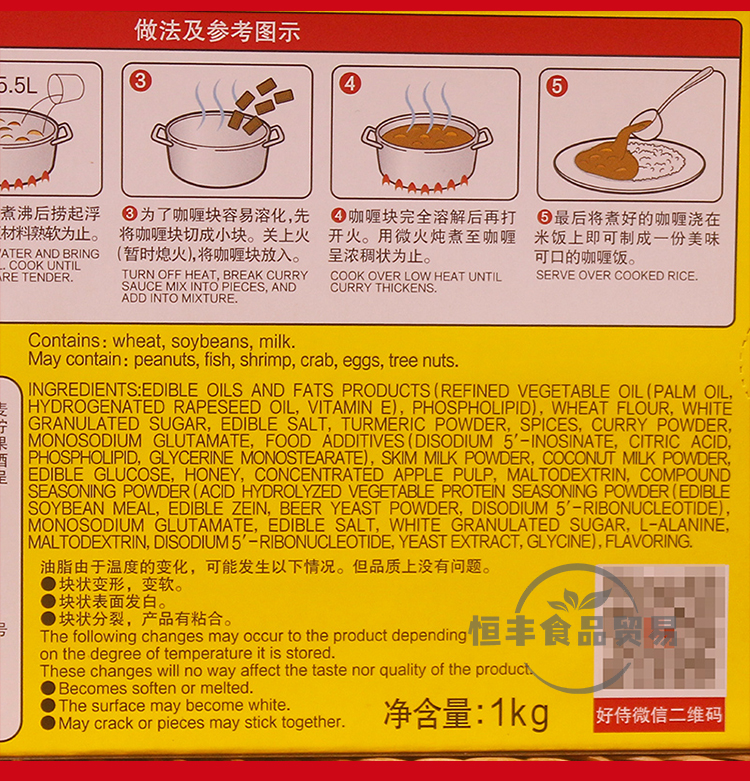 做法及参考图示
5.5L
3
4
5
煮沸后捞起浮
材料熟软为止。
WATER AND BRING
COOK UNTIL
ARE TENDER.
3为了咖喱块容易溶化,先
将咖喱块切成小块。关上火
(暂时熄火),将咖喱块放入。
TURN OFF HEAT, BREAK CURRY
SAUCE MIX INTO PIECES, AND
ADD INTO MIXTURE.
4咖喱块完全溶解后再打
开火。用微火炖煮至咖喱
呈浓稠状为止。
COOK OVER LOW HEAT UNTIL
CURRY THICKENS.
5最后将煮好的咖喱浇在
米饭上即可制成一份美味
可口的咖喱饭。
SERVE OVER COOKED RICE.
Contains: wheat, soybeans, milk.
May contain: peanuts, fish, shrimp, crab, eggs, tree nuts.
INGREDIENTS:EDIBLE OILS AND FATS PRODUCTS(REFINED VEGETABLE OIL(PALM OIL,
HYDROGENATED RAPESEED OIL, VITAMIN E), PHOSPHOLIPID), WHEAT FLOUR, WHITE
GRANULATED SUGAR, EDIBLE SALT, TURMERIC POWDER, SPICES, CURRY POWDER,
MONOSODIUM GLUTAMATE, FOOD ADDITIVES(DISODIUM 5′-INOSINATE, CITRIC ACID,
PHOSPHOLIPID, GLYCERINE MONOSTEARATE), SKIM MILK POWDER, COCONUT MILK POWDER,
EDIBLE GLUCOSE, HONEY, CONCENTRATED APPLE PULP, MALTODEXTRIN, COMPOUND
SEASONING POWDER(ACID HYDROLYZED VEGETABLE PROTEIN SEASONING POWDER(EDIBLE
SOYBEAN MEAL, EDIBLE ZEIN, BEER YEAST POWDER, DISODIUM 5′-RIBONUCLEOTIDE),
MONOSODIUM GLUTAMATE, EDIBLE SALT, WHITE GRANULATED SUGAR, L-ALANINE,
MALTODEXTRIN, DISODIUM 5′-RIBONUCLEOTIDE, YEAST EXTRACT, GLYCINE), FLAVORING.
油脂由于温度的变化，可能发生以下情况。但品质上没有问题。
●块状变形，变软。
●块状表面发白。
●块状分裂，产品有粘合。
The following changes may occur to the product depending
on the degree of temperature it is stored.
These changes will no way affect the taste nor quality of the product.
●Becomes soften or melted.
●The surface may become white.
●May crack or pieces may stick together.
恒丰食品贸易
净含量:1kg
好侍微信二维码